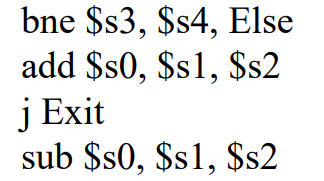 bne $s3, $s4, Else
add $s0, $s1, $s2
j Exit
sub $s0, $s1, $s2